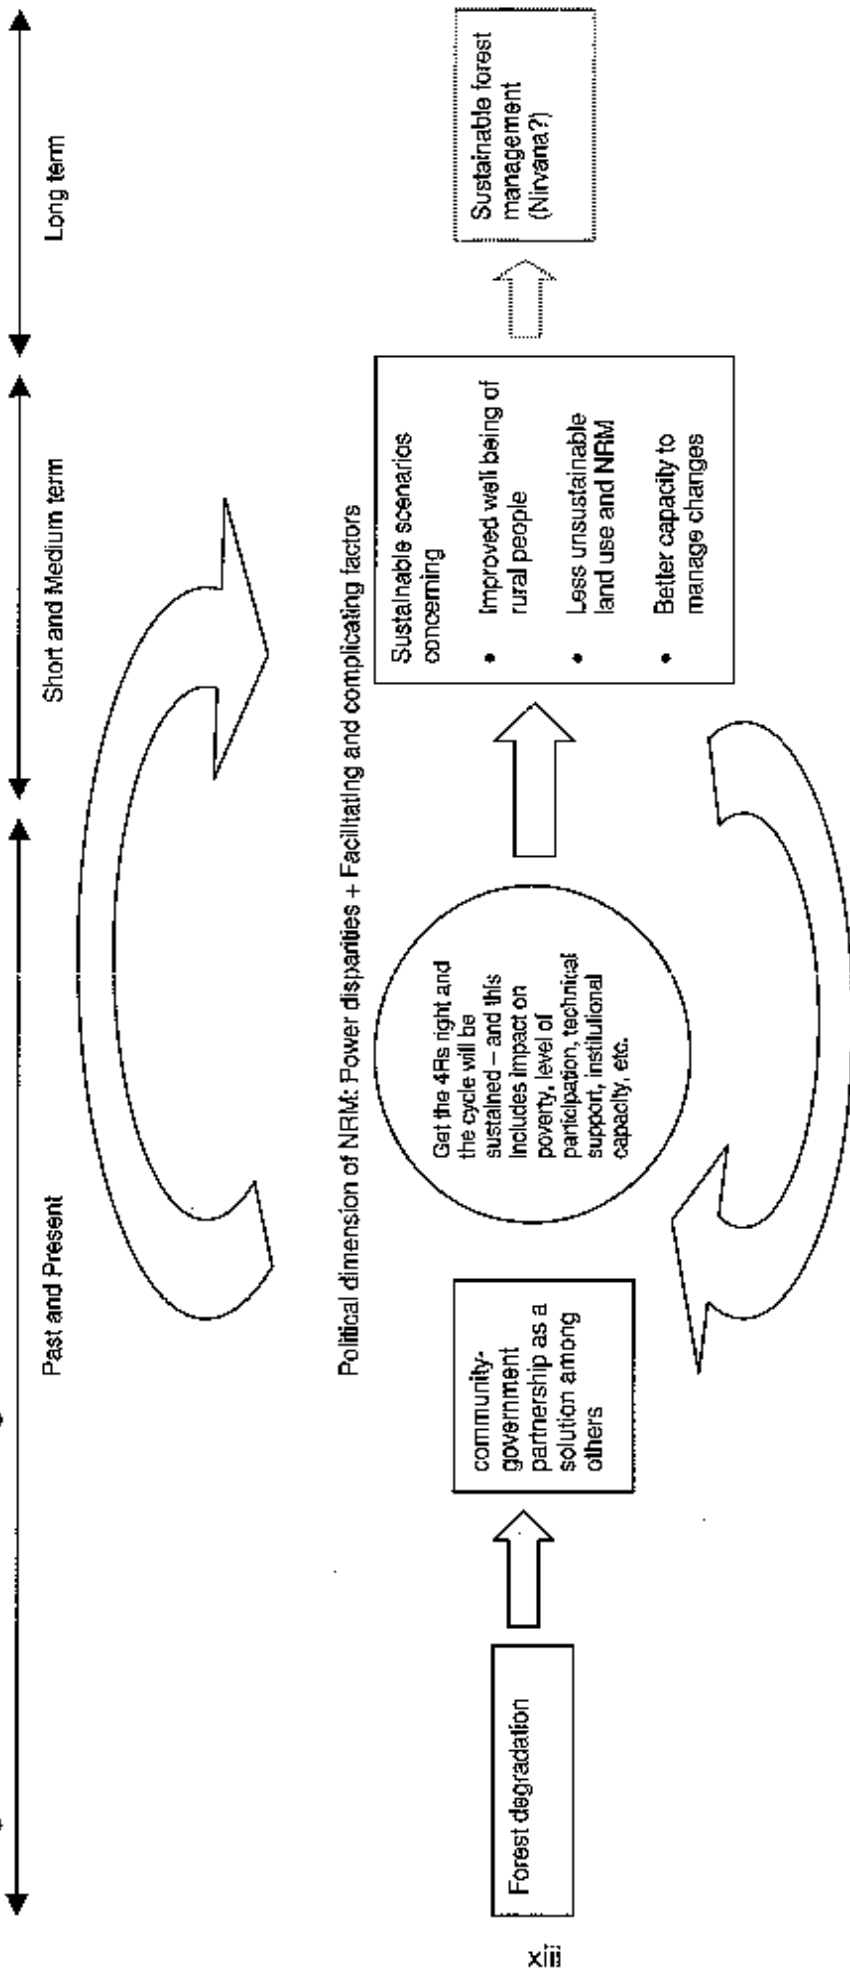 Past and Present
Short and Medium term
Long term
Political dimension of NRM: Power disparities + Facilitating and complicating factors
Forest degradation
community-
government
partnership as a
solution among
others
Get the 4Rs right and
the cycle will be
sustained – and this
includes impact on
poverty, level of
participation, technical
support, institutional
capacity, etc.
Sustainable scenarios
concerning
• Improved well being of
rural people
• Less unsustainable
land use and NRM
• Better capacity to
manage changes
Sustainable forest
management
(Nirvana?)
xiii